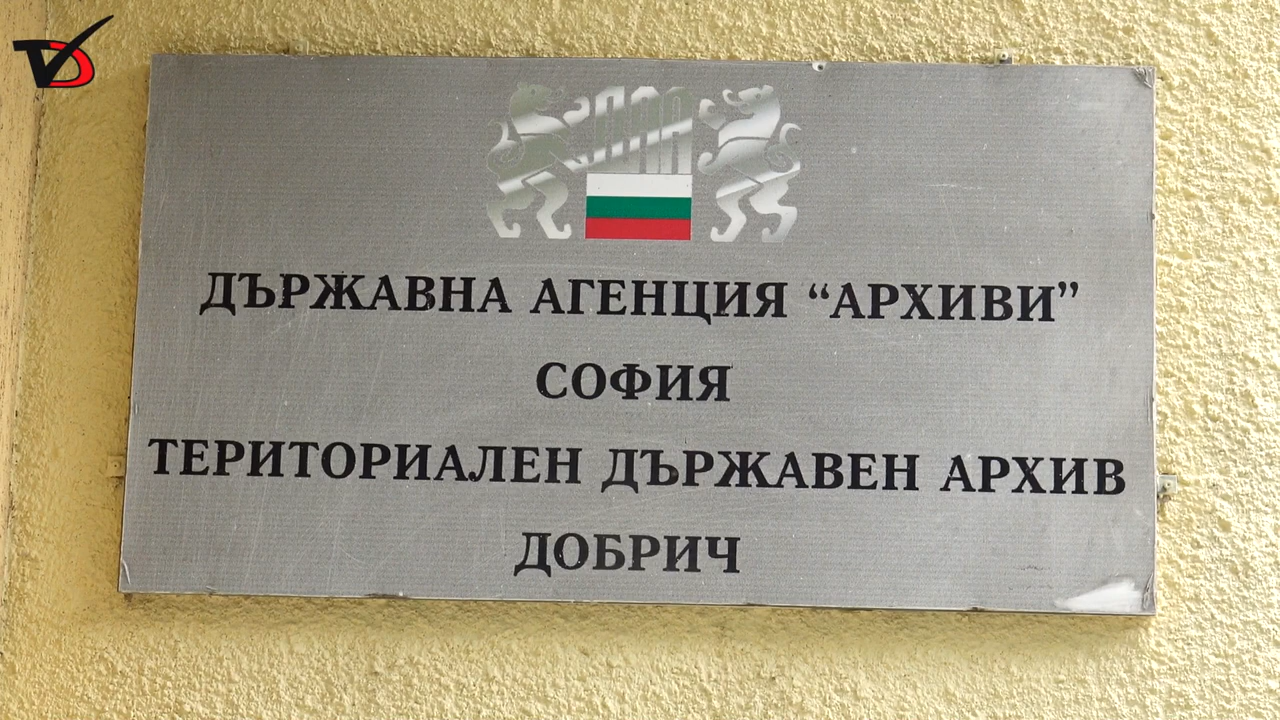 ДЪРЖАВНА АГЕНЦИЯ “АРХИВИ”
СОФИЯ
ТЕРИТОРИАЛЕН ДЪРЖАВЕН АРХИВ
ДОБРИЧ